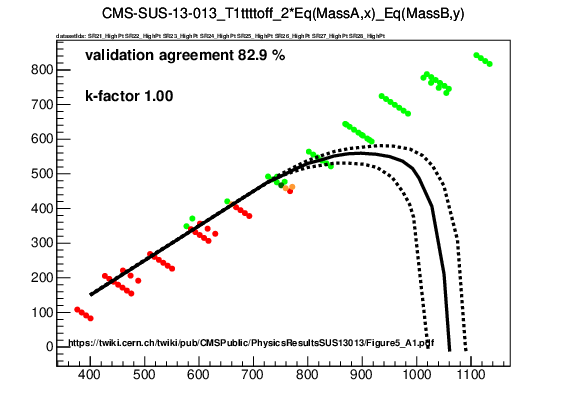 CMS-SUS-13-013_T1ttttoff_2*Eq(MassA,x)_Eq(MassB,y)
datasetIds: SR21_HighPt SR22_HighPt SR23_HighPt SR24_HighPt SR25_HighPt SR26_HighPt SR27_HighPt SR28_HighPt
validation agreement 82.9 %
k-factor 1.00
800
700
600
500
400
300
200
100
0
https://twiki.cern.ch/twiki/pub/CMSPublic/PhysicsResultsSUS13013/Figure5_A1.pdf
400 500 600 700 800 900 1000 1100